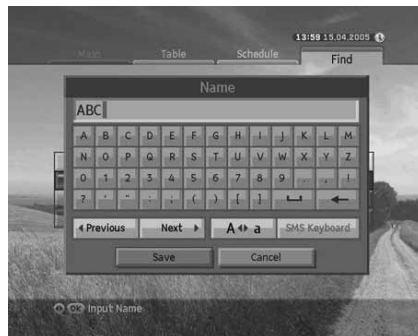 13:59 15.04.2005
Main Table Schedule Find
Name
ABC
A B C D E F G H I J K L M
N O P Q R S T U V W X Y Z
0 1 2 3 4 5 6 7 8 9 . , !
? ' " : ; ( ) [ ]
Previous Next A a SMS Keyboard
Save Cancel
OK Input Name